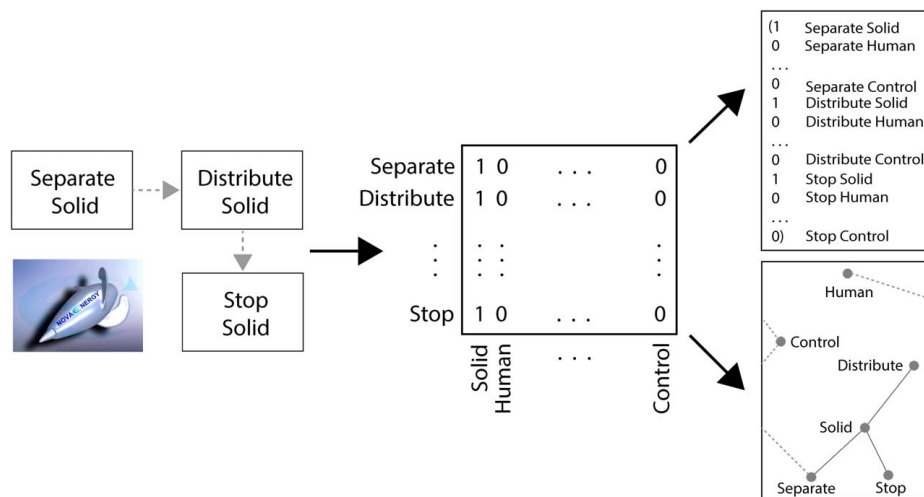 Separate
Solid
Distribute
Solid
Stop
Solid
NOVA ENERGY
Separate 1 0 . . . 0
Distribute 1 0 . . . 0
Stop 1 0 . . . 0
Solid
Human
. . .
Control
(1 Separate Solid
0 Separate Human
. . .
0 Separate Control
1 Distribute Solid
0 Distribute Human
. . .
0 Distribute Control
1 Stop Solid
0 Stop Human
. . .
0) Stop Control
Human
Control
Distribute
Solid
Separate
Stop